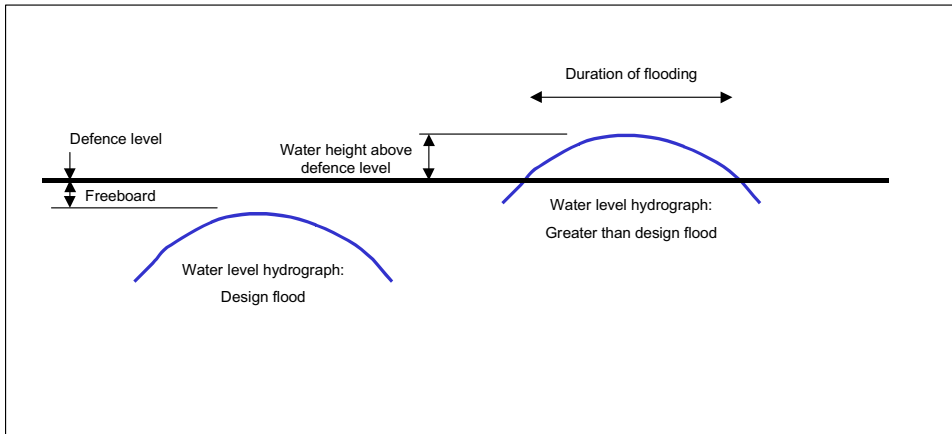 Duration of flooding
Defence level
Water height above
defence level
Freeboard
Water level hydrograph:
Greater than design flood
Water level hydrograph:
Design flood